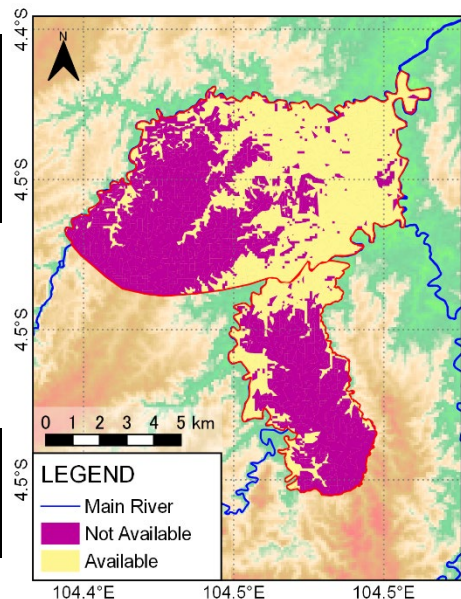 4.4°S
N
4.5°S
4.5°S
4.5°S
0 1 2 3 4 5 km
LEGEND
Main River
Not Available
Available
104.4°E 104.5°E 104.5°E